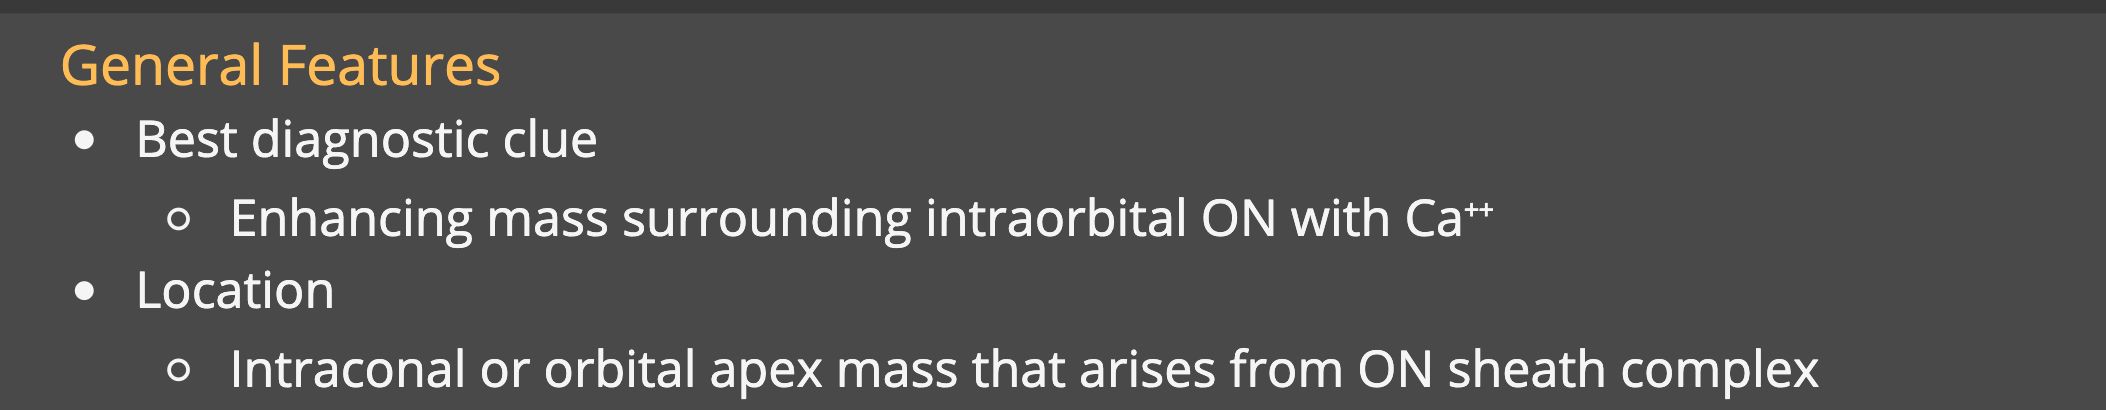 General Features
• Best diagnostic clue
○ Enhancing mass surrounding intraorbital ON with Ca⁺⁺
• Location
○ Intraconal or orbital apex mass that arises from ON sheath complex